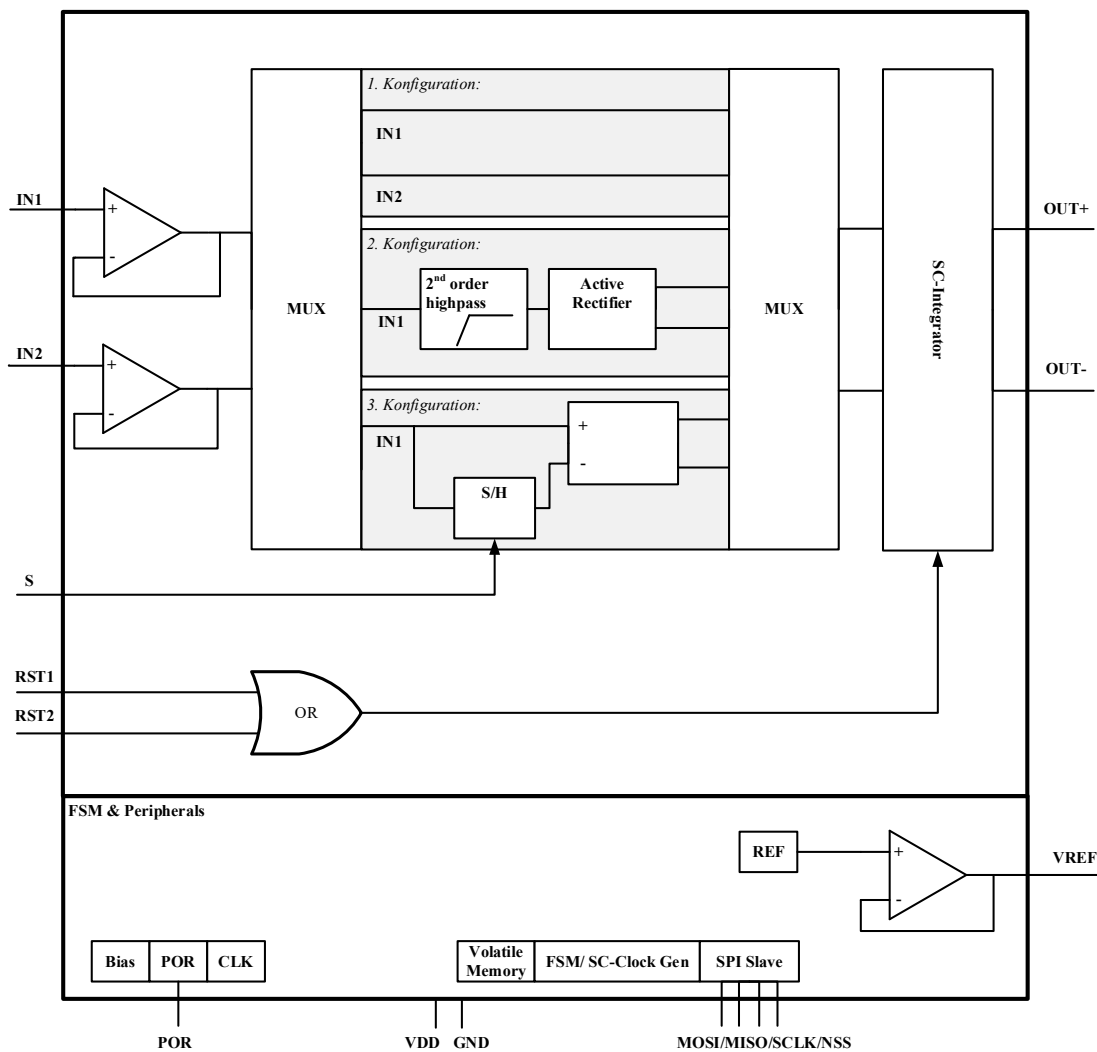 1. Konfiguration:
IN1
IN2
IN1
+
-
OUT+
2. Konfiguration:
2nd order
highpass
Active
Rectifier
IN1
MUX
MUX
SC-Integrator
IN2
+
-
OUT-
3. Konfiguration:
IN1
+
-
S/H
S
RST1
RST2
OR
FSM & Peripherals
REF
+
-
VREF
Bias
POR
CLK
Volatile
Memory
FSM/ SC-Clock Gen
SPI Slave
POR
VDD
GND
MOSI/MISO/SCLK/NSS